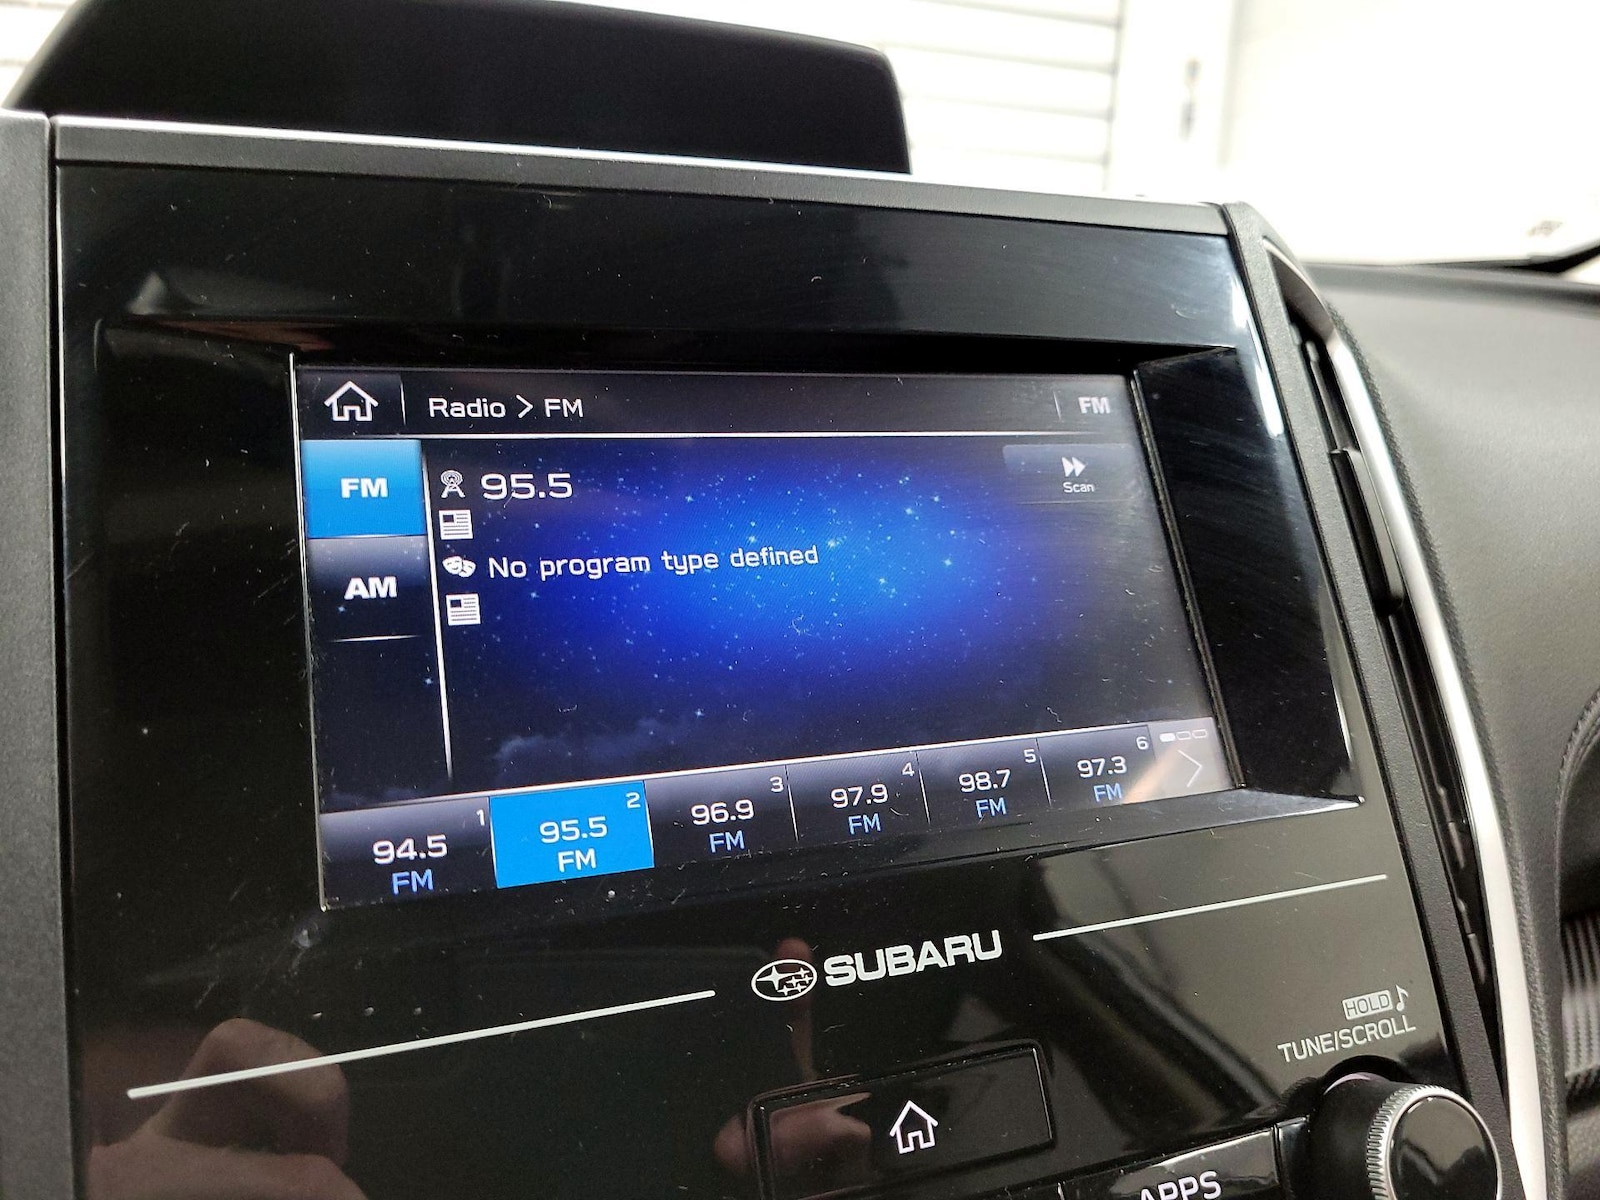 Radio > FM
FM
FM
95.5
Scan
No program type defined
AM
1 2 3 4 5 6
94.5 95.5 96.9 97.9 98.7 97.3
FM FM FM FM FM FM
SUBARU
HOLD
TUNE/SCROLL
APPS